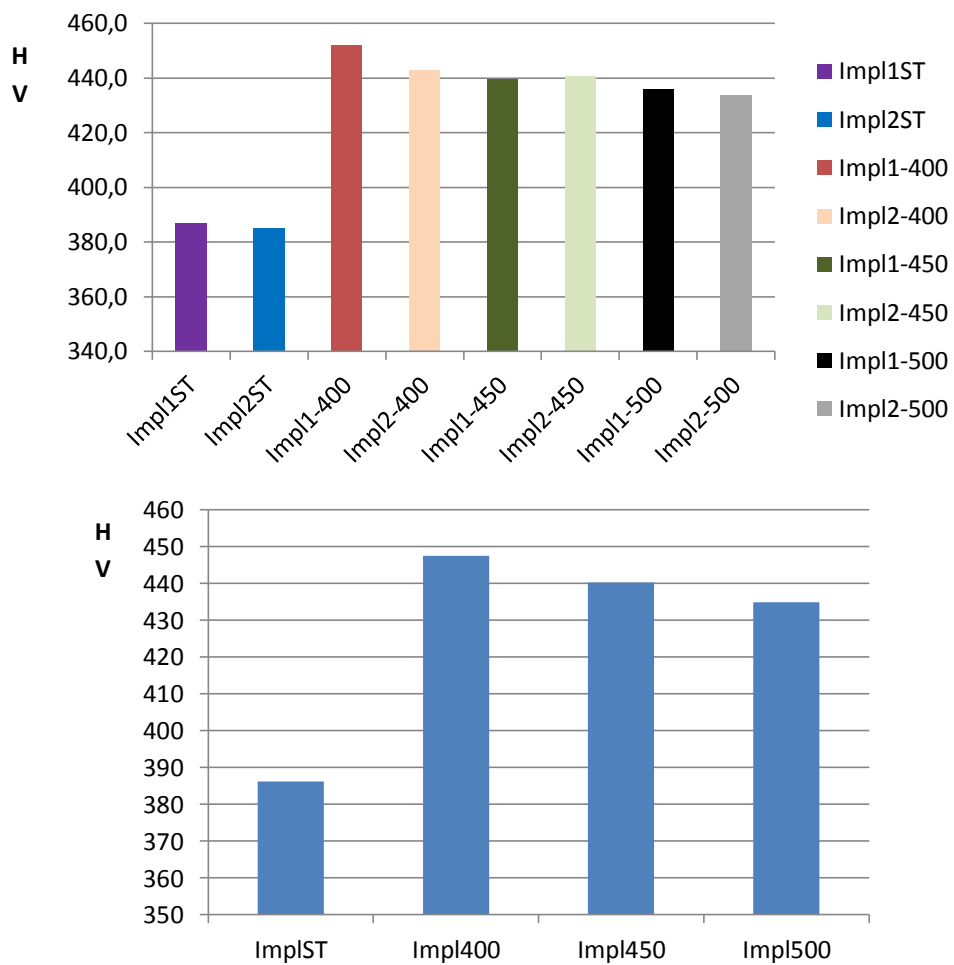 H
V
460,0
440,0
420,0
400,0
380,0
360,0
340,0
Impl1ST
Impl2ST
Impl1-400
Impl2-400
Impl1-450
Impl2-450
Impl1-500
Impl2-500
Impl1ST
Impl2ST
Impl1-400
Impl2-400
Impl1-450
Impl2-450
Impl1-500
Impl2-500
H
V
460
450
440
430
420
410
400
390
380
370
360
350
ImplST
Impl400
Impl450
Impl500